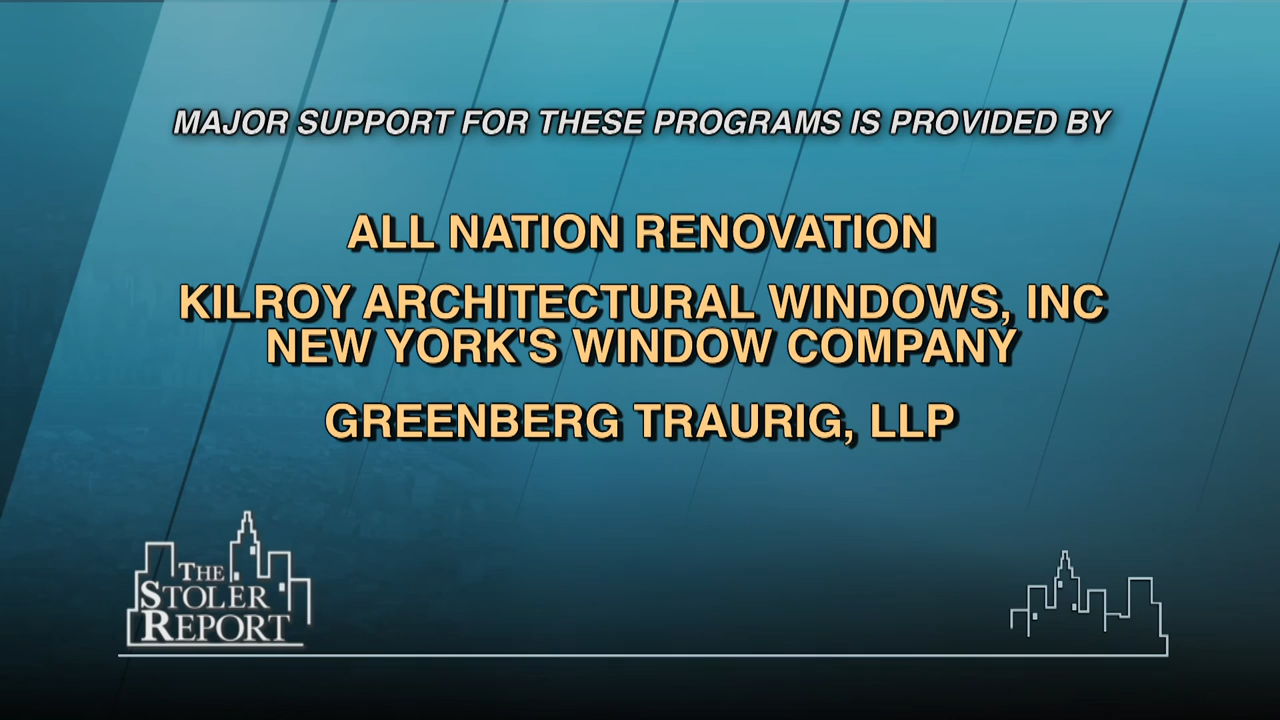 MAJOR SUPPORT FOR THESE PROGRAMS IS PROVIDED BY
ALL NATION RENOVATION
KILROY ARCHITECTURAL WINDOWS, INC
NEW YORK'S WINDOW COMPANY
GREENBERG TRAURIG, LLP
THE
STOLER
REPORT